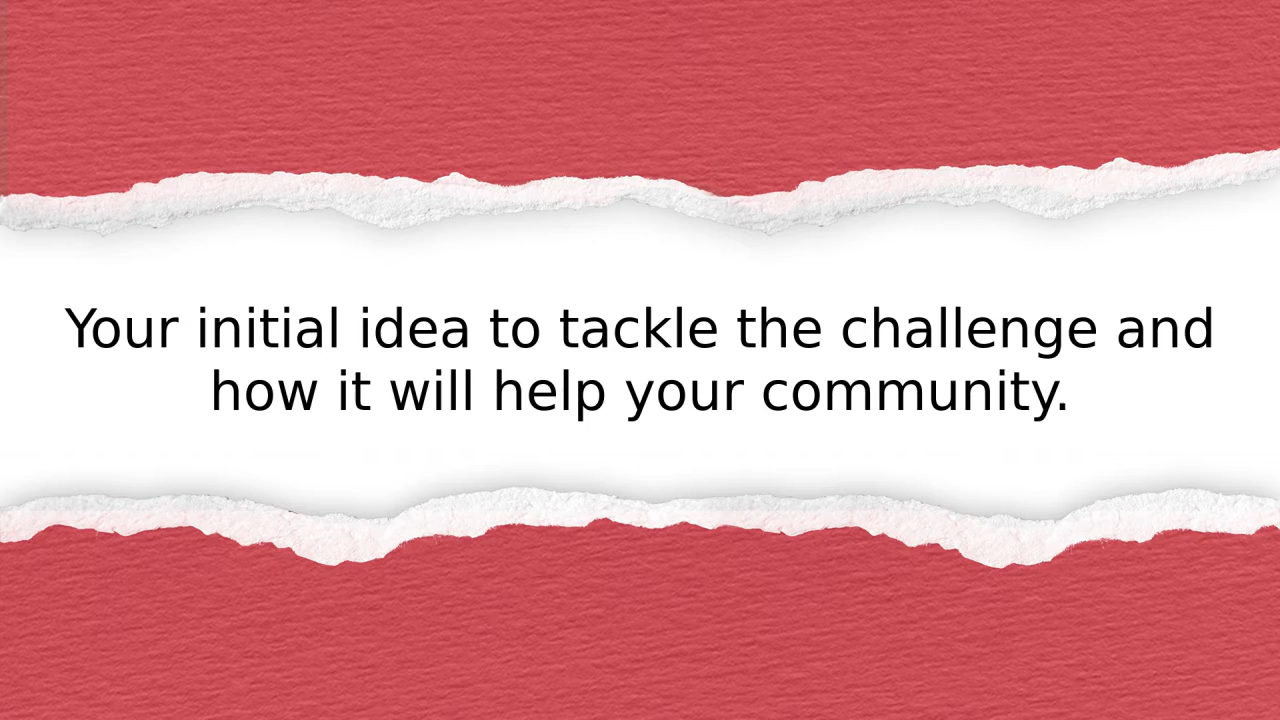 Your initial idea to tackle the challenge and
how it will help your community.